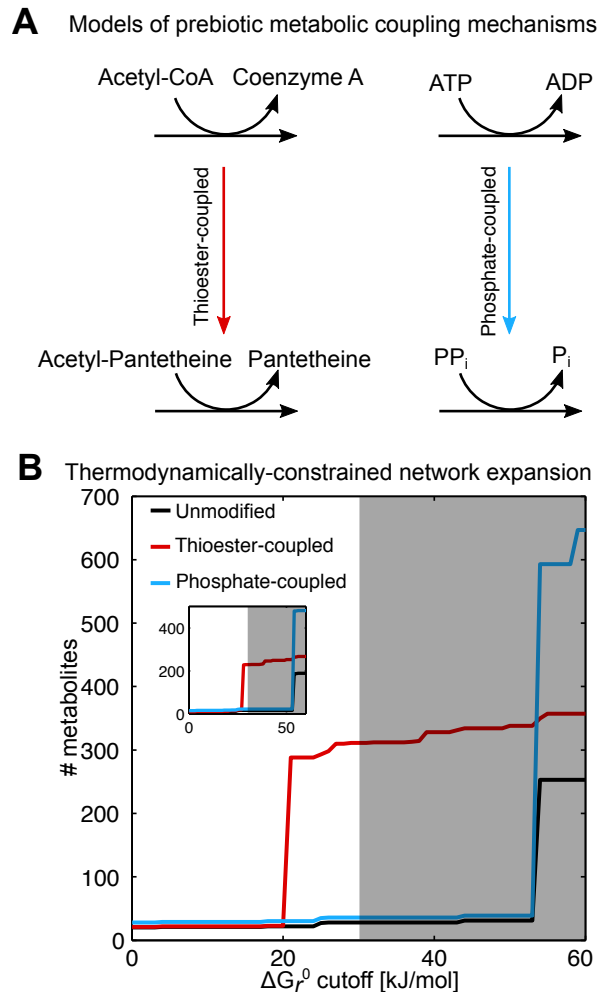 A Models of prebiotic metabolic coupling mechanisms
Acetyl-CoA Coenzyme A
ATP ADP
Thioester-coupled
Phosphate-coupled
Acetyl-Pantetheine Pantetheine
PPi Pi
B Thermodynamically-constrained network expansion
700
600
500
400
300
200
100
0
# metabolites
Unmodified
Thioester-coupled
Phosphate-coupled
400
200
0
0 50
0 20 40 60
ΔGr0 cutoff [kJ/mol]